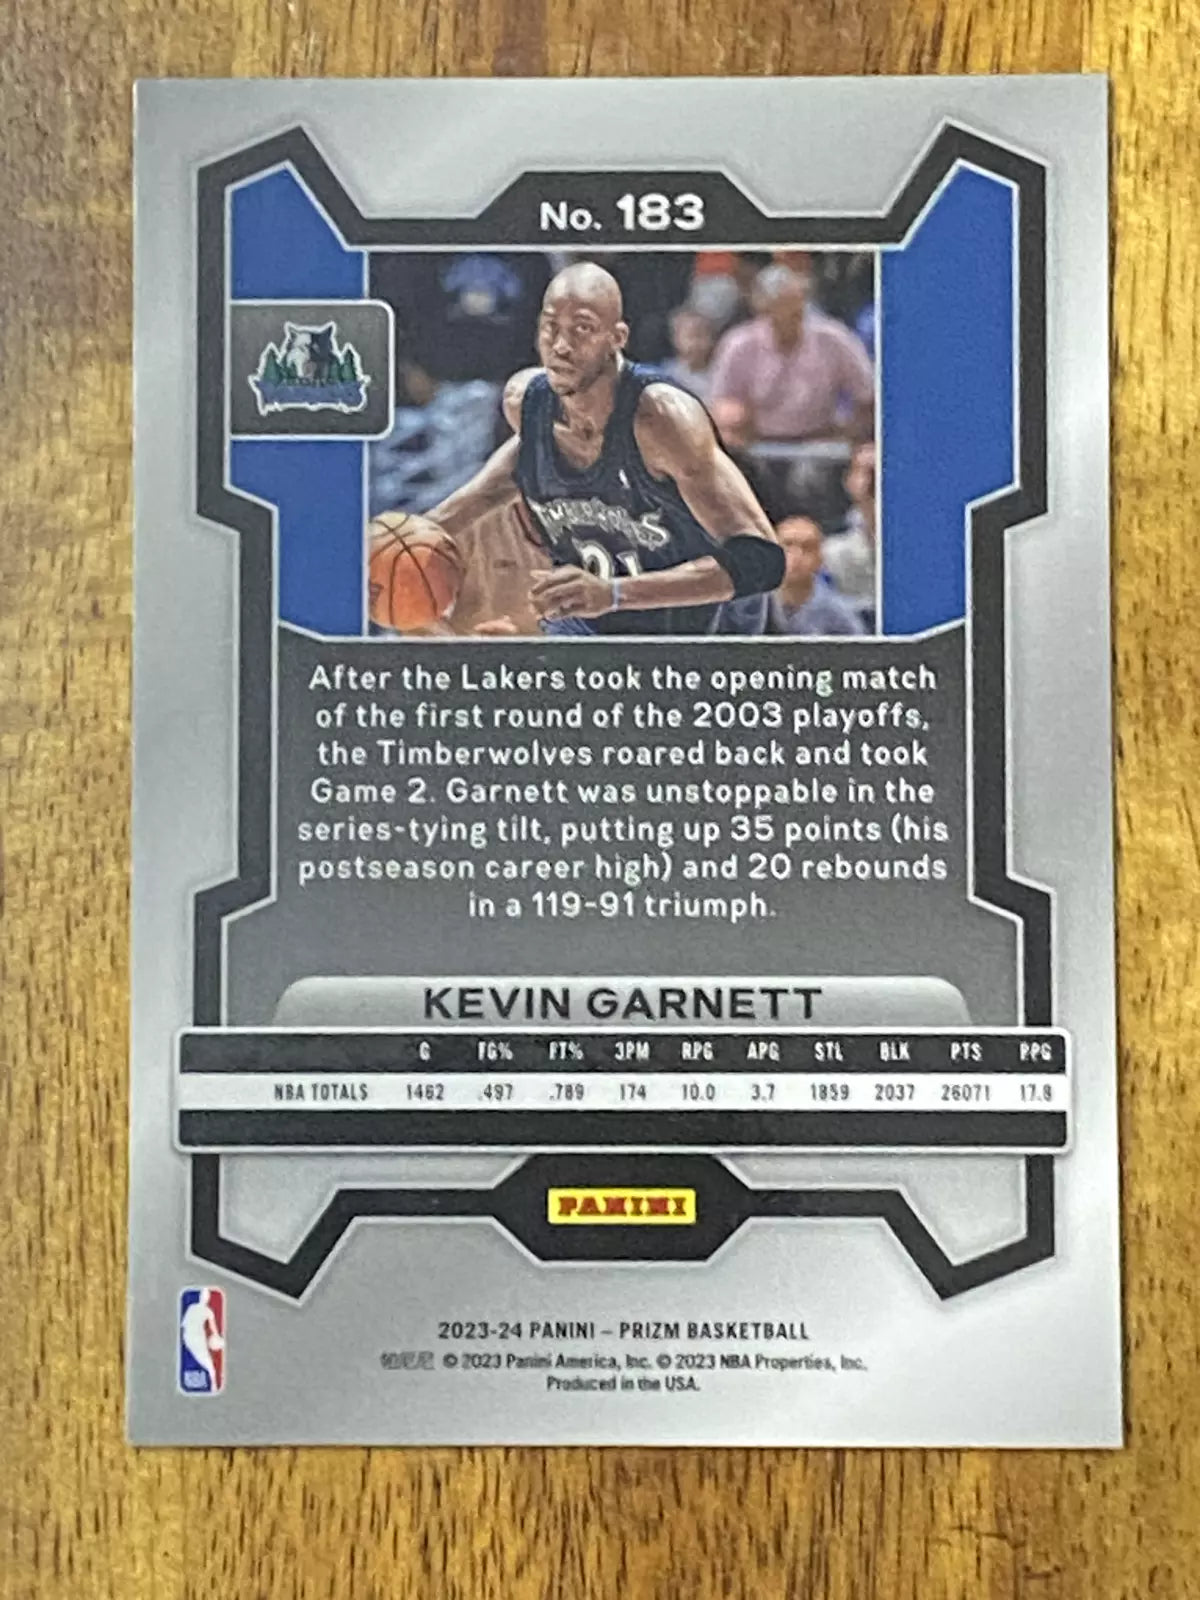 No. 183
TIMBERWOLVES
21
After the Lakers took the opening match
of the first round of the 2003 playoffs,
the Timberwolves roared back and took
Game 2. Garnett was unstoppable in the
series-tying tilt, putting up 35 points (his
postseason career high) and 20 rebounds
in a 119-91 triumph.
KEVIN GARNETT
G FG% FT% 3PM RPG APG STL BLK PTS PPG
NBA TOTALS 1462 .497 .789 174 10.0 3.7 1859 2037 26071 17.8
PANINI
2023-24 PANINI – PRIZM BASKETBALL
© 2023 Panini America, Inc. © 2023 NBA Properties, Inc.
Produced in the USA.
NBA